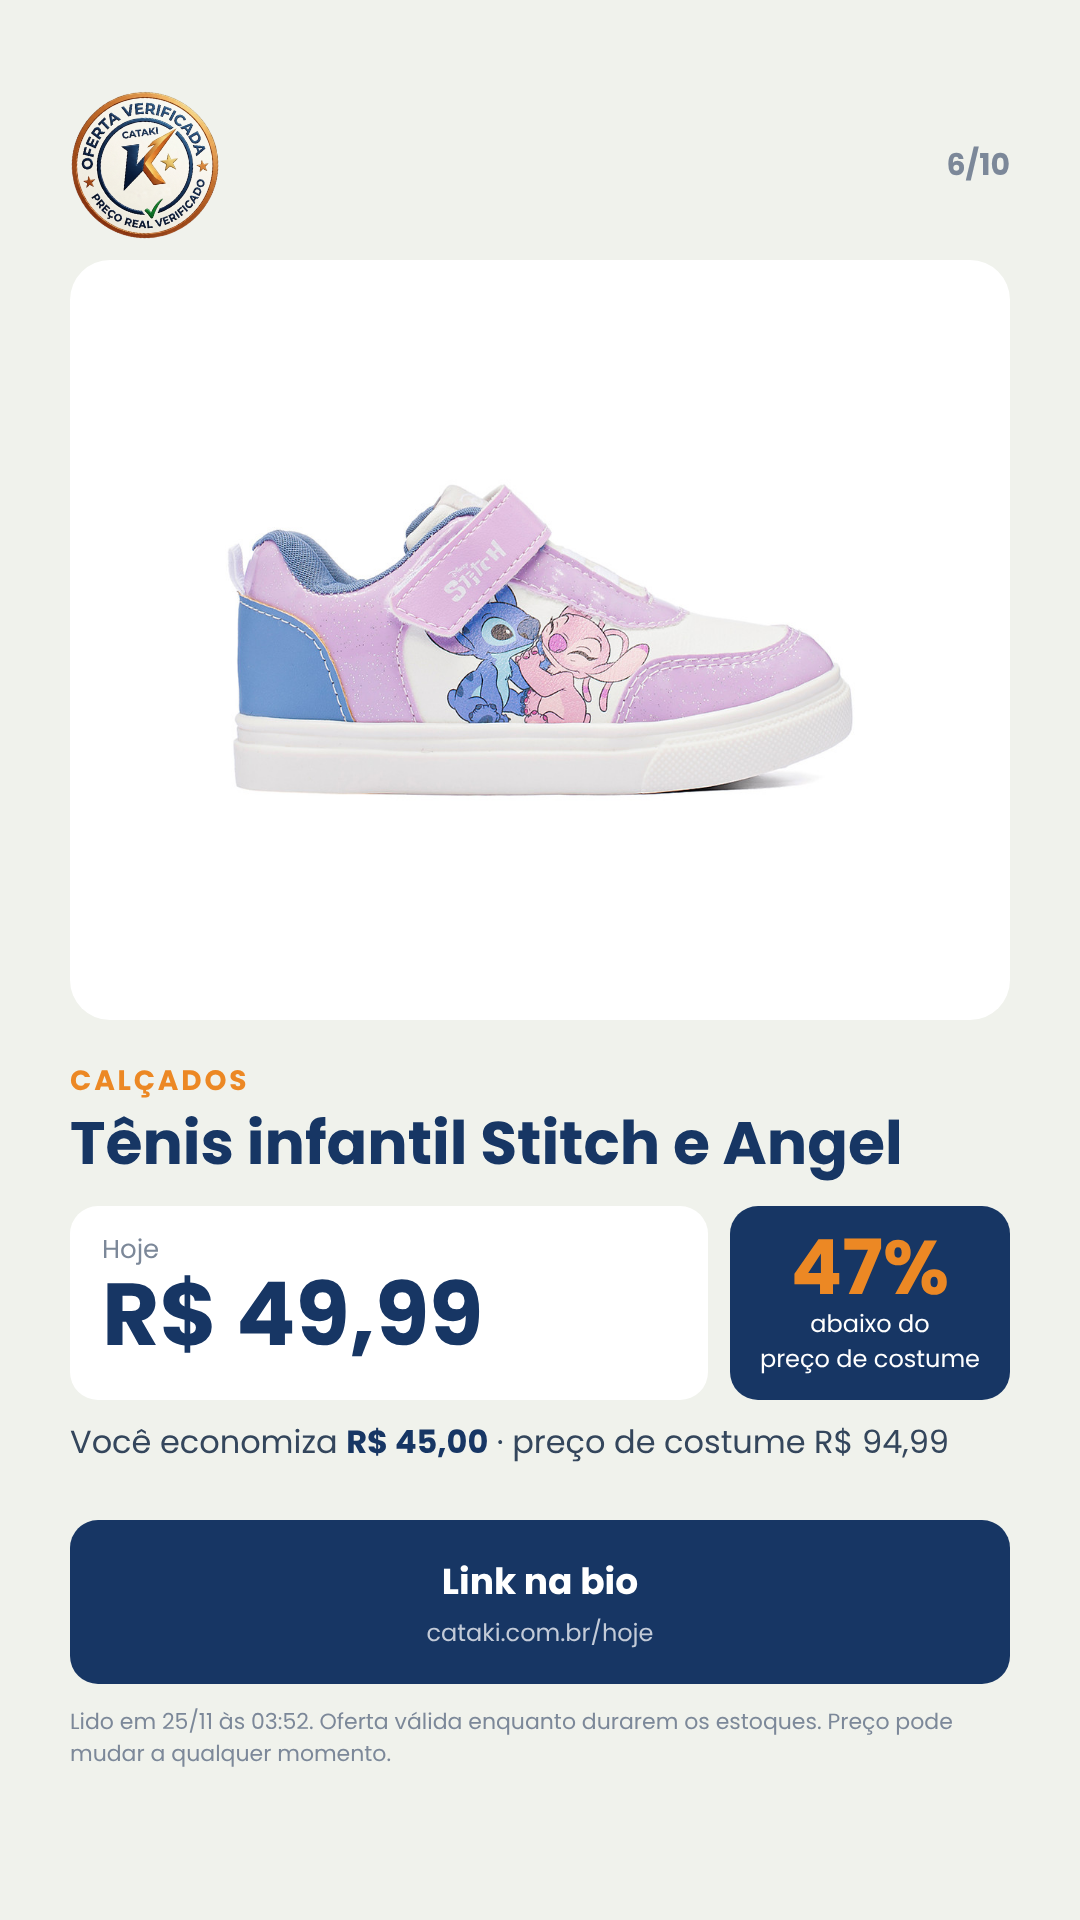 OFERTA VERIFICADA
CATAKI
K
PREÇO REAL VERIFICADO
6/10
Disney
STITCH
CALÇADOS
Tênis infantil Stitch e Angel
Hoje
R$ 49,99
47%
abaixo do
preço de costume
Você economiza R$ 45,00 · preço de costume R$ 94,99
Link na bio
cataki.com.br/hoje
Lido em 25/11 às 03:52. Oferta válida enquanto durarem os estoques. Preço pode
mudar a qualquer momento.